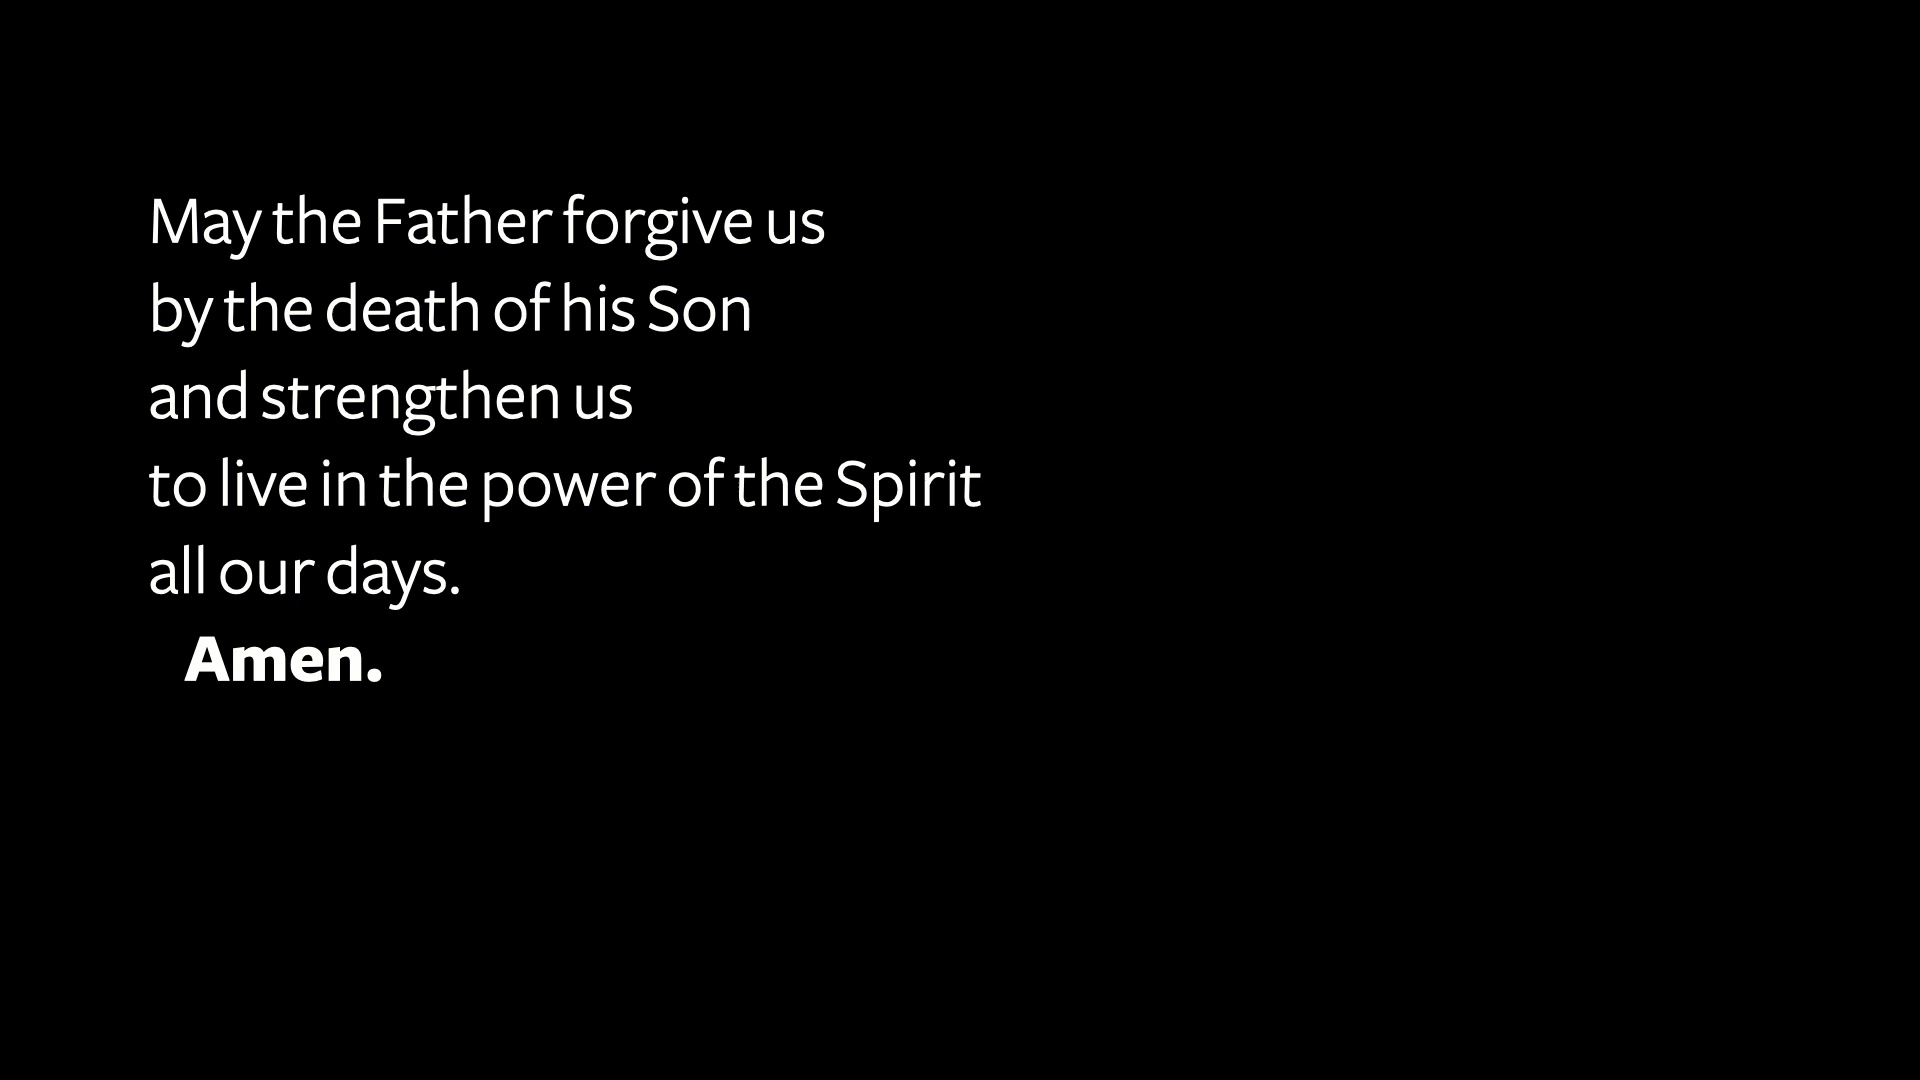 May the Father forgive us
by the death of his Son
and strengthen us
to live in the power of the Spirit
all our days.
Amen.